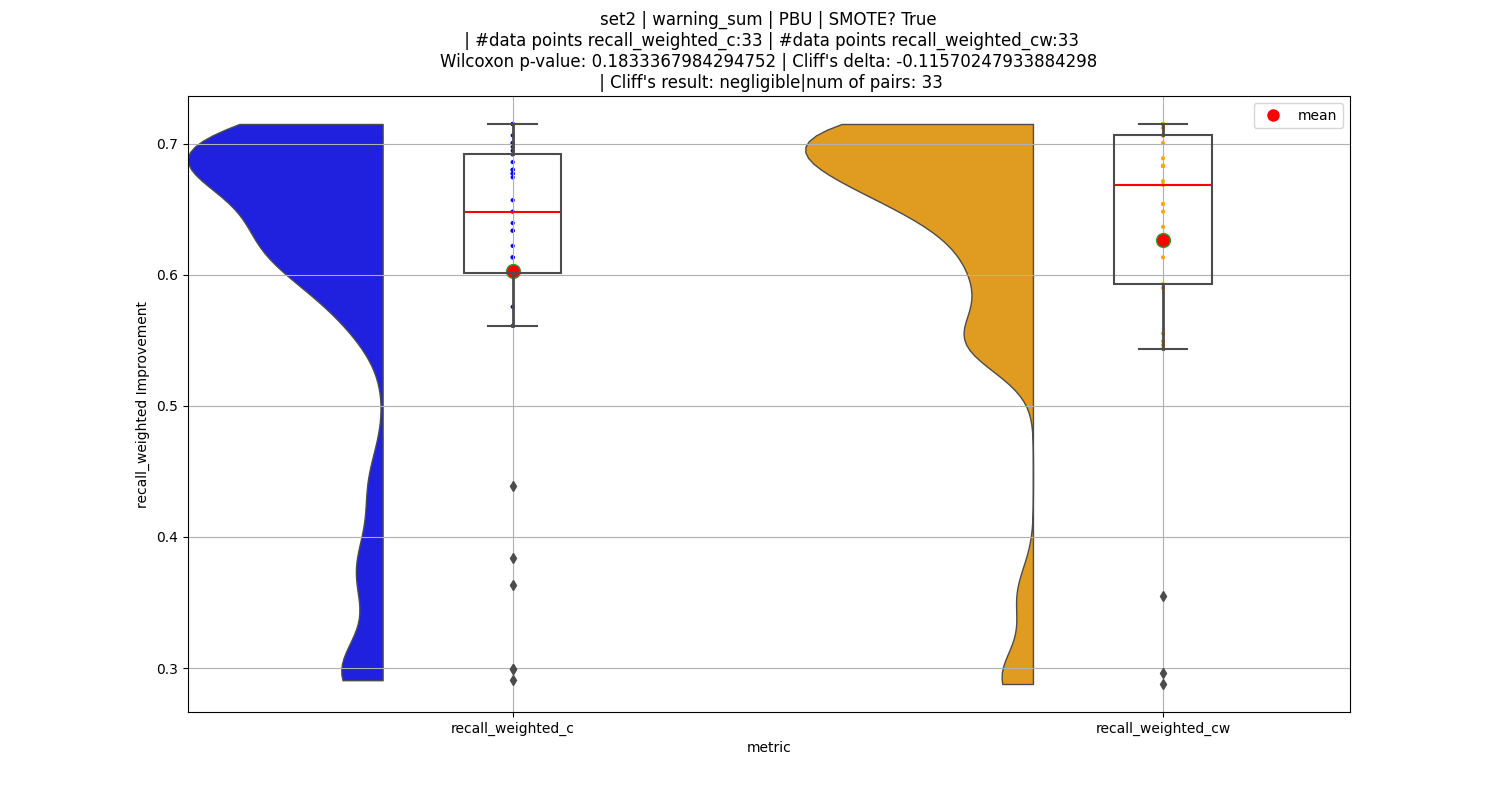 set2 | warning_sum | PBU | SMOTE? True
| #data points recall_weighted_c:33 | #data points recall_weighted_cw:33
Wilcoxon p-value: 0.1833367984294752 | Cliff's delta: -0.11570247933884298
| Cliff's result: negligible|num of pairs: 33
mean
0.7
0.6
0.5
0.4
0.3
recall_weighted Improvement
recall_weighted_c
recall_weighted_cw
metric